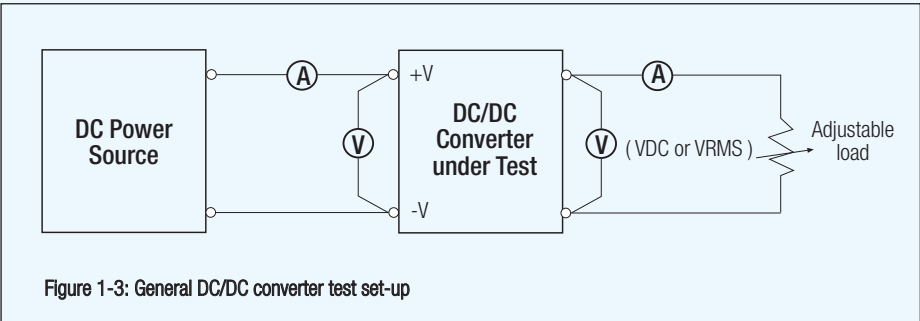 DC Power
Source
A
V
+V
-V
DC/DC
Converter
under Test
A
V
( VDC or VRMS )
Adjustable
load
Figure 1-3: General DC/DC converter test set-up